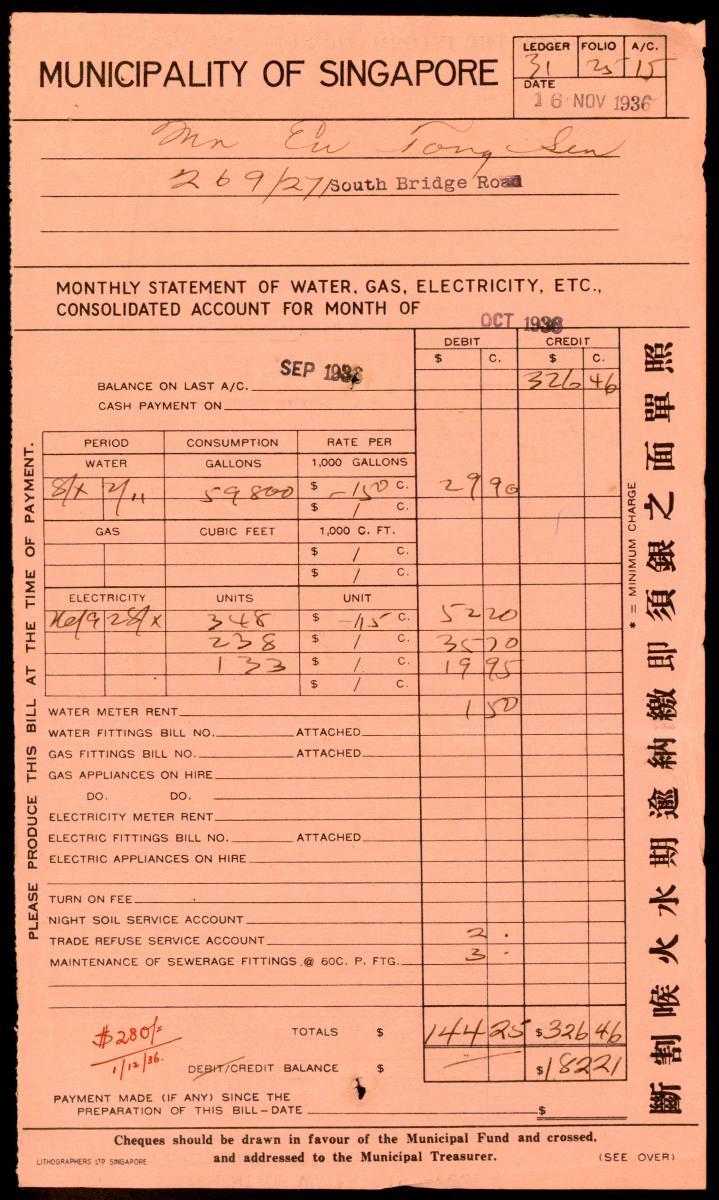 MUNICIPALITY OF SINGAPORE
LEDGER FOLIO A/C.
31 25 15
DATE
16 NOV 1936
Mr Eu Tong Sen
269/271 South Bridge Road
MONTHLY STATEMENT OF WATER, GAS, ELECTRICITY, ETC.,
CONSOLIDATED ACCOUNT FOR MONTH OF
OCT 1936
DEBIT CREDIT
$ C. $ C.
SEP 1936
BALANCE ON LAST A/C. 326 46
CASH PAYMENT ON
PERIOD CONSUMPTION RATE PER
WATER GALLONS 1,000 GALLONS
8/X 2/11 59800 $ -/50 C. 29 90
$ / C.
GAS CUBIC FEET 1,000 C. FT.
$ / C.
$ / C.
ELECTRICITY UNITS UNIT
28/X 348 $ -/15 C. 52 20
238 $ / C. 35 70
133 $ / C. 19 95
$ / C.
WATER METER RENT 1 50
WATER FITTINGS BILL NO. ATTACHED
GAS FITTINGS BILL NO. ATTACHED
GAS APPLIANCES ON HIRE
DO. DO.
ELECTRICITY METER RENT
ELECTRIC FITTINGS BILL NO. ATTACHED
ELECTRIC APPLIANCES ON HIRE
TURN ON FEE
NIGHT SOIL SERVICE ACCOUNT
TRADE REFUSE SERVICE ACCOUNT 2 .
MAINTENANCE OF SEWERAGE FITTINGS @ 50C. P. FTG. 3 -
TOTALS $ 144 25 $ 326 46
$280/-
1/12/36.
DEBIT/CREDIT BALANCE $ $ 182 21
PAYMENT MADE (IF ANY) SINCE THE
PREPARATION OF THIS BILL – DATE $
Cheques should be drawn in favour of the Municipal Fund and crossed,
and addressed to the Municipal Treasurer.
LITHOGRAPHERS LTD SINGAPORE
(SEE OVER)
PLEASE PRODUCE THIS BILL AT THE TIME OF PAYMENT.
* = MINIMUM CHARGE
照單面之銀須即繳納逾期水火喉割斷